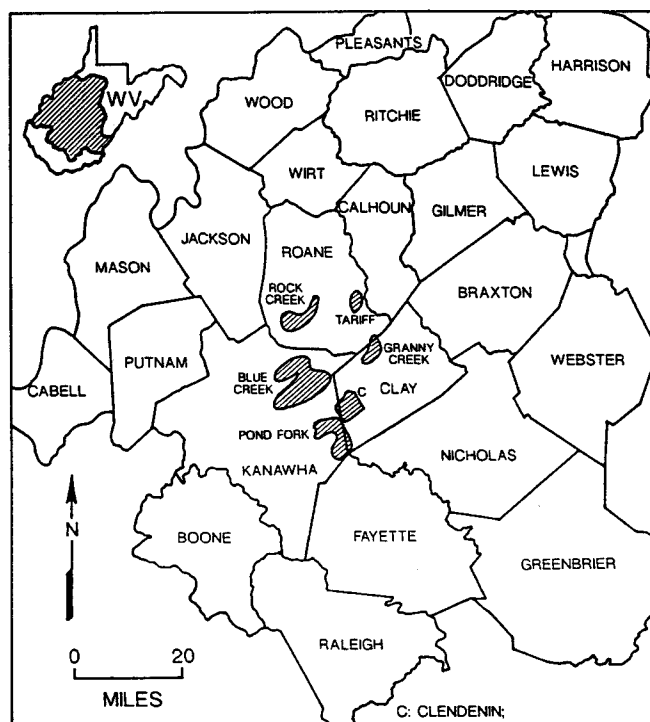 PLEASANTS
HARRISON
DODDRIDGE
WV
WOOD
RITCHIE
LEWIS
WIRT
CALHOUN
GILMER
JACKSON
ROANE
MASON
ROCK
CREEK
BRAXTON
TARIFF
PUTNAM
GRANNY
CREEK
WEBSTER
BLUE
CREEK
CABELL
C
CLAY
POND FORK
NICHOLAS
KANAWHA
N
BOONE
FAYETTE
GREENBRIER
RALEIGH
0 20
MILES
C: CLENDENIN;